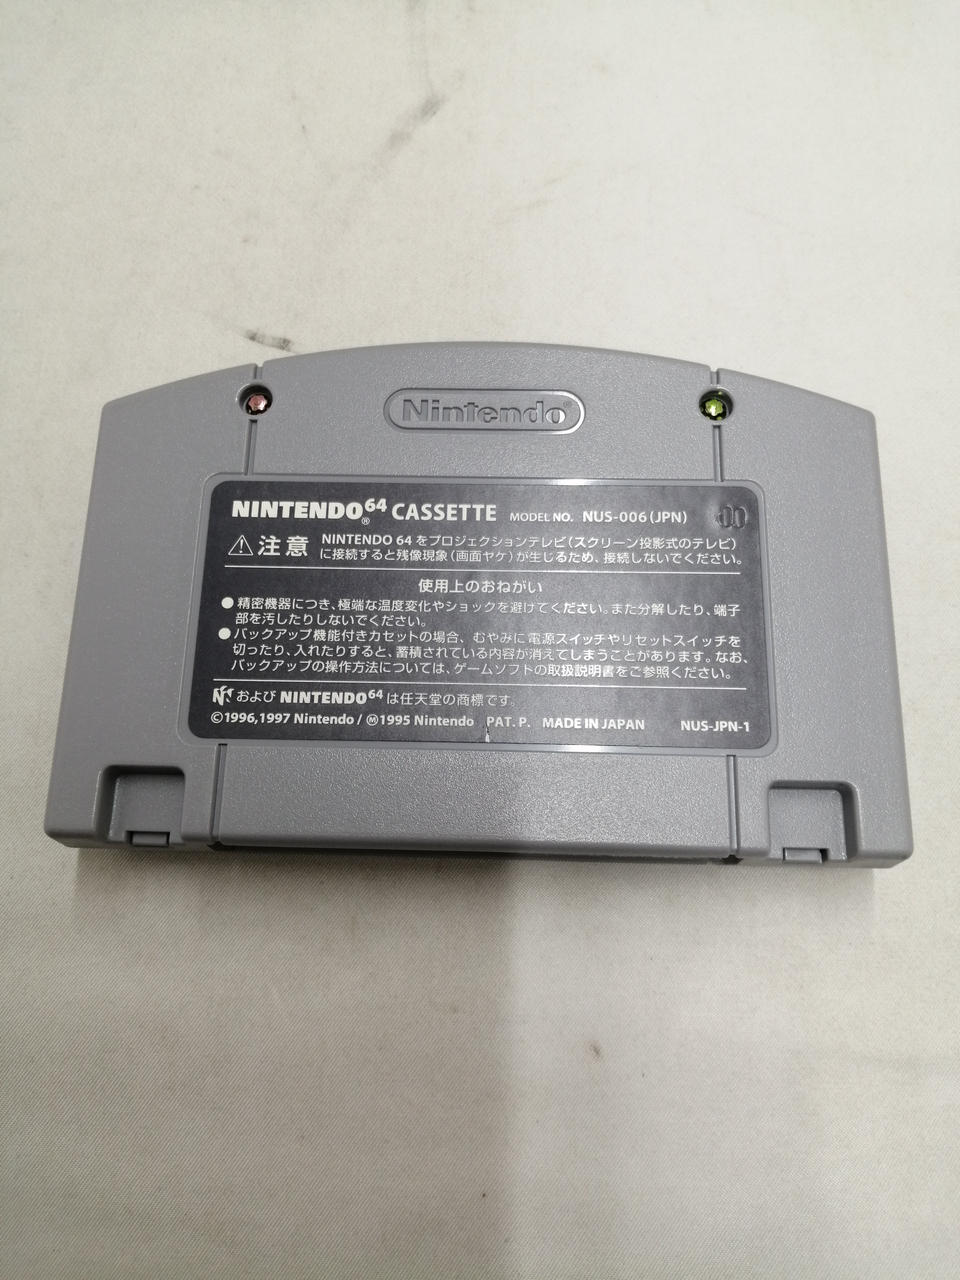 Nintendo®
NINTENDO64® CASSETTE MODEL NO. NUS-006(JPN)
注意 NINTENDO 64 をプロジェクションテレビ(スクリーン投影式のテレビ)
に接続すると残像現象(画面ヤケ)が生じるため、接続しないでください。
使用上のおねがい
●精密機器につき、極端な温度変化やショックを避けてください。また分解したり、端子
部を汚したりしないでください。
●バックアップ機能付きカセットの場合、むやみに電源スイッチやリセットスイッチを
切ったり、入れたりすると、蓄積されている内容が消えてしまうことがあります。なお、
バックアップの操作方法については、ゲームソフトの取扱説明書をご参照ください。
および NINTENDO64 は任天堂の商標です。
©1996,1997 Nintendo / Ⓜ1995 Nintendo PAT. P. MADE IN JAPAN NUS-JPN-1